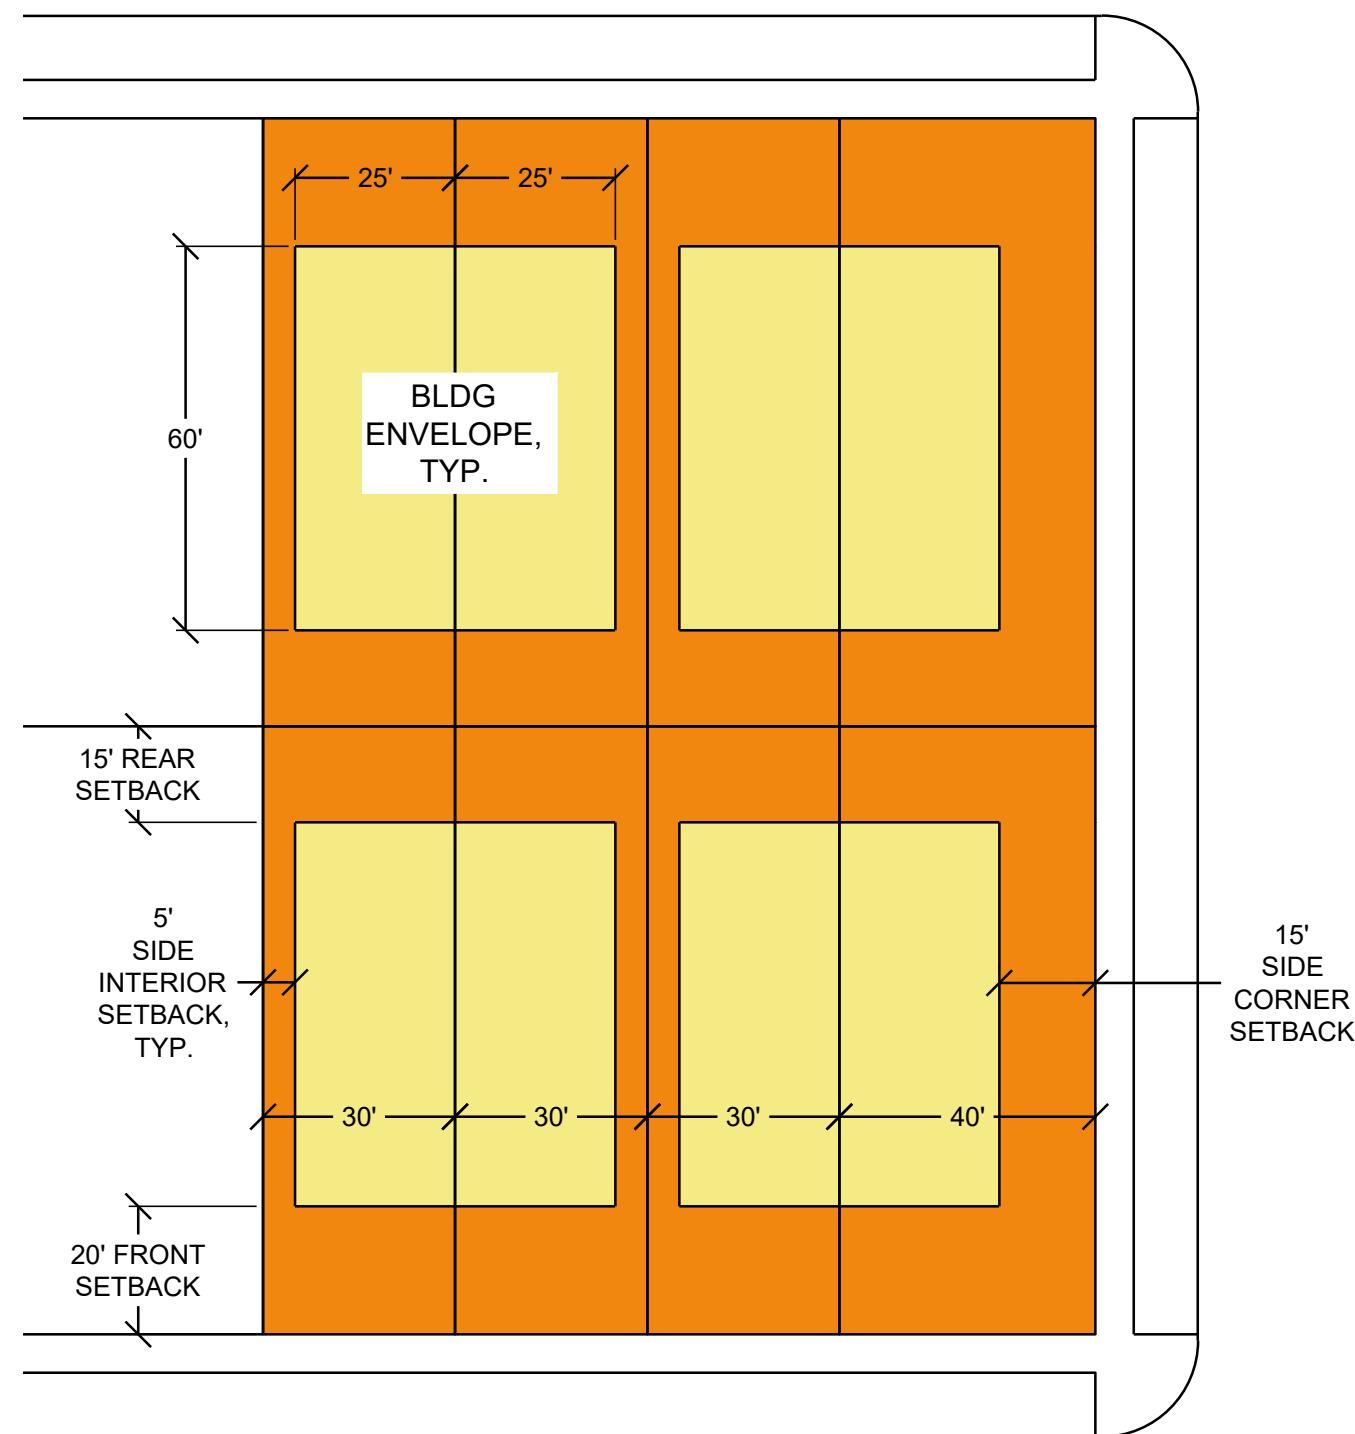 25' 25'
BLDG
ENVELOPE,
TYP.
60'
15' REAR
SETBACK
5'
SIDE
INTERIOR
SETBACK,
TYP.
15'
SIDE
CORNER
SETBACK
30' 30' 30' 40'
20' FRONT
SETBACK